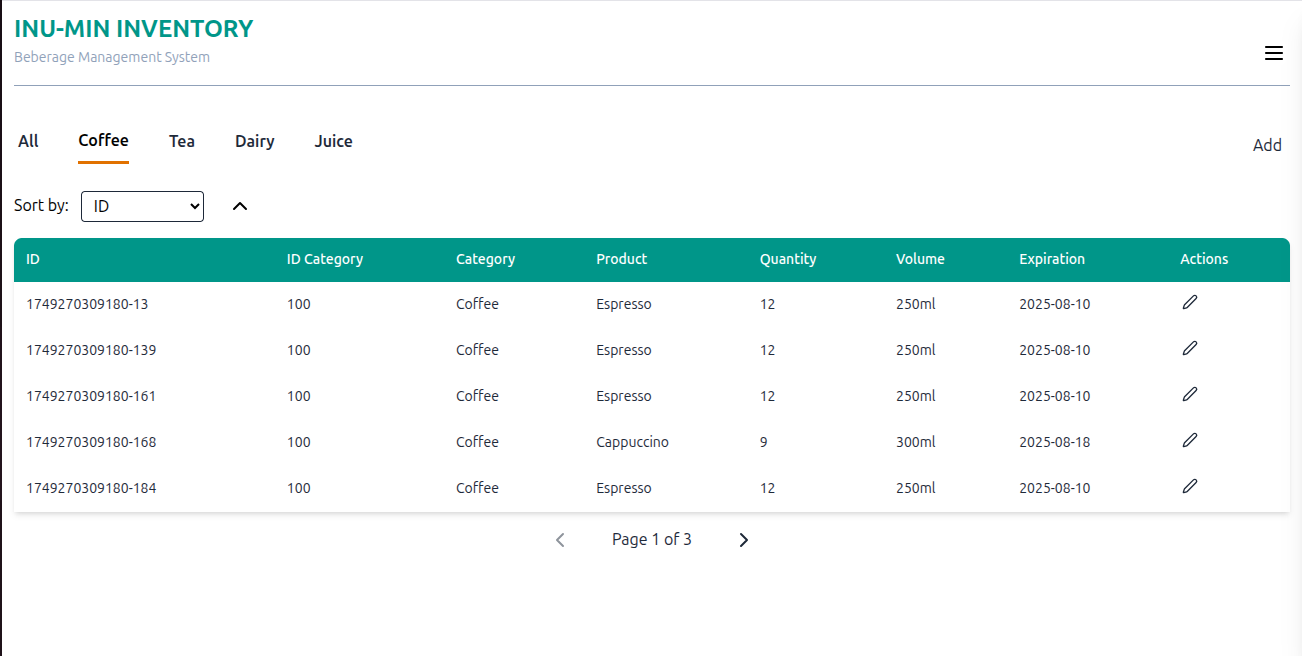 INU-MIN INVENTORY
Beberage Management System
All Coffee Tea Dairy Juice Add
Sort by: ID
ID ID Category Category Product Quantity Volume Expiration Actions
1749270309180-13 100 Coffee Espresso 12 250ml 2025-08-10
1749270309180-139 100 Coffee Espresso 12 250ml 2025-08-10
1749270309180-161 100 Coffee Espresso 12 250ml 2025-08-10
1749270309180-168 100 Coffee Cappuccino 9 300ml 2025-08-18
1749270309180-184 100 Coffee Espresso 12 250ml 2025-08-10
Page 1 of 3